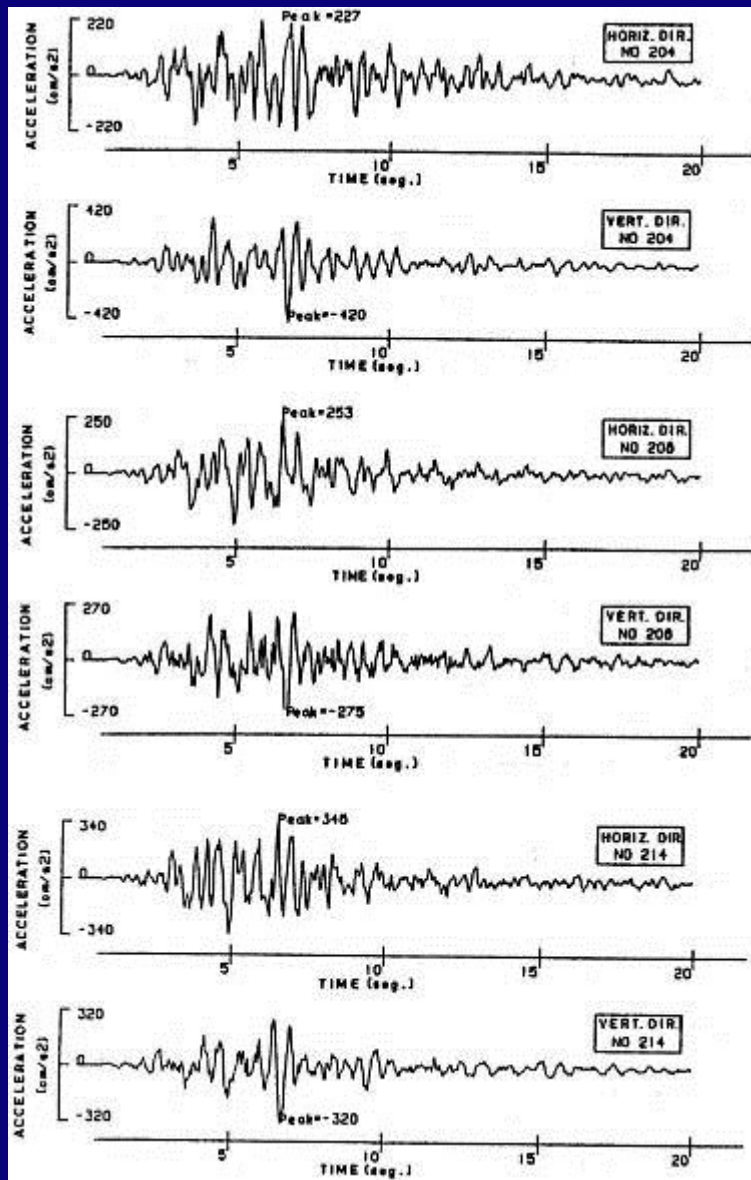 Peak=227
220
0
-220
ACCELERATION
(cm/s2)
HORIZ. DIR.
NO 204
5 10 15 20
TIME (seg.)
420
0
-420
ACCELERATION
(cm/s2)
VERT. DIR.
NO 204
Peak=-420
5 10 15 20
TIME (seg.)
Peak=253
250
0
-250
ACCELERATION
(cm/s2)
HORIZ. DIR.
NO 208
5 10 15 20
TIME (seg.)
270
0
-270
ACCELERATION
(cm/s2)
VERT. DIR.
NO 208
Peak=-275
5 10 15 20
TIME (seg.)
Peak=348
340
0
-340
ACCELERATION
(cm/s2)
HORIZ. DIR
NO 214
5 10 15 20
TIME (seg.)
320
0
-320
ACCELERATION
(cm/s2)
VERT. DIR.
NO 214
Peak=-320
5 10 15 20
TIME (seg.)